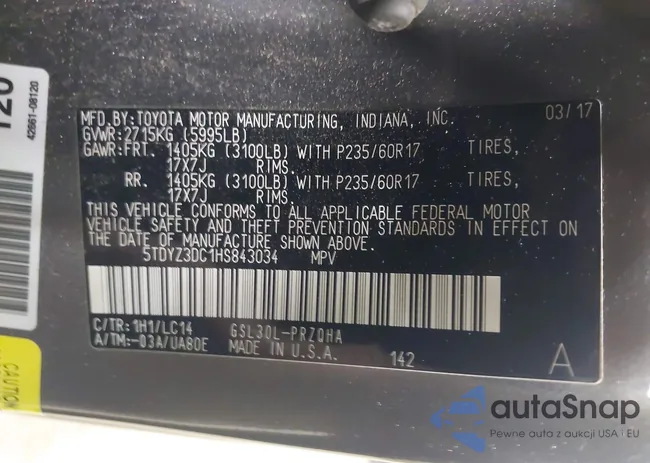 MFD.BY:TOYOTA MOTOR MANUFACTURING, INDIANA, INC. 03/17
GVWR:2715KG (5995LB)
GAWR:FRT. 1405KG (3100LB) WITH P235/60R17 TIRES,
17X7J RIMS.
RR. 1405KG (3100LB) WITH P235/60R17 TIRES,
17X7J RIMS.
THIS VEHICLE CONFORMS TO ALL APPLICABLE FEDERAL MOTOR
VEHICLE SAFETY AND THEFT PREVENTION STANDARDS IN EFFECT ON
THE DATE OF MANUFACTURE SHOWN ABOVE.
5TDYZ3DC1HS843034 MPV
C/TR:1H1/LC14 GSL30L-PRZQHA
A/TM:-03A/UA80E MADE IN U.S.A. 142 A
42661-08120
120
CAUTIO
autaSnap
Pewne auta z aukcji USA i EU